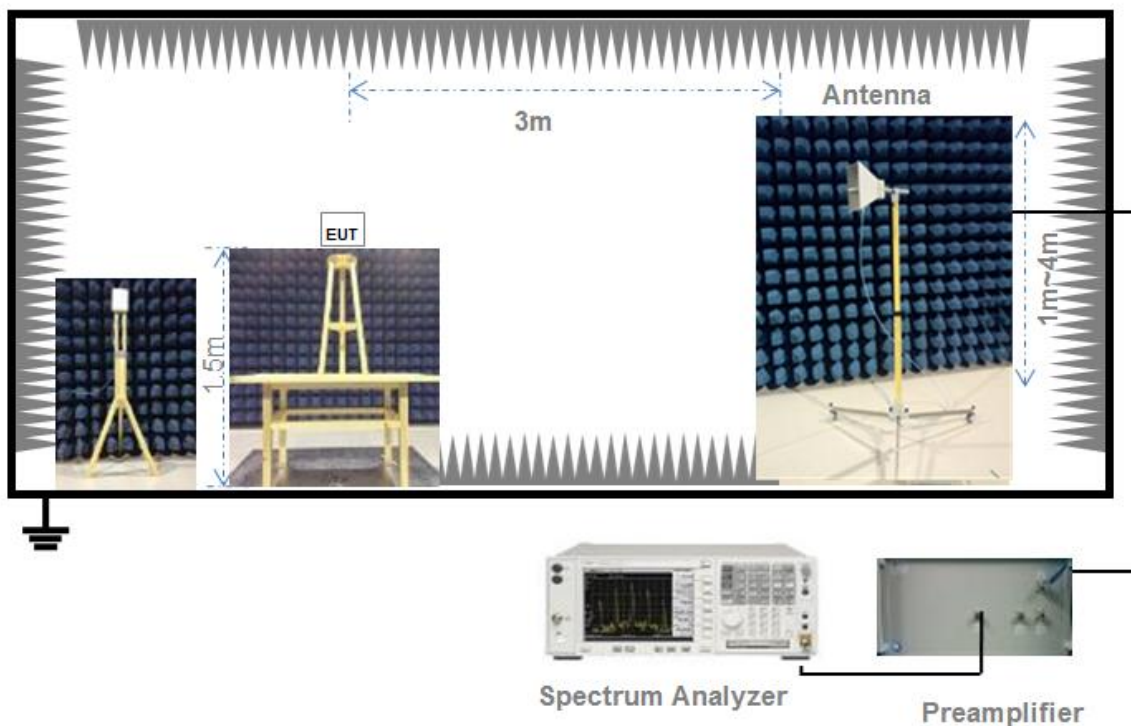 Antenna
3m
EUT
1.5m
1m~4m
Spectrum Analyzer
Preamplifier